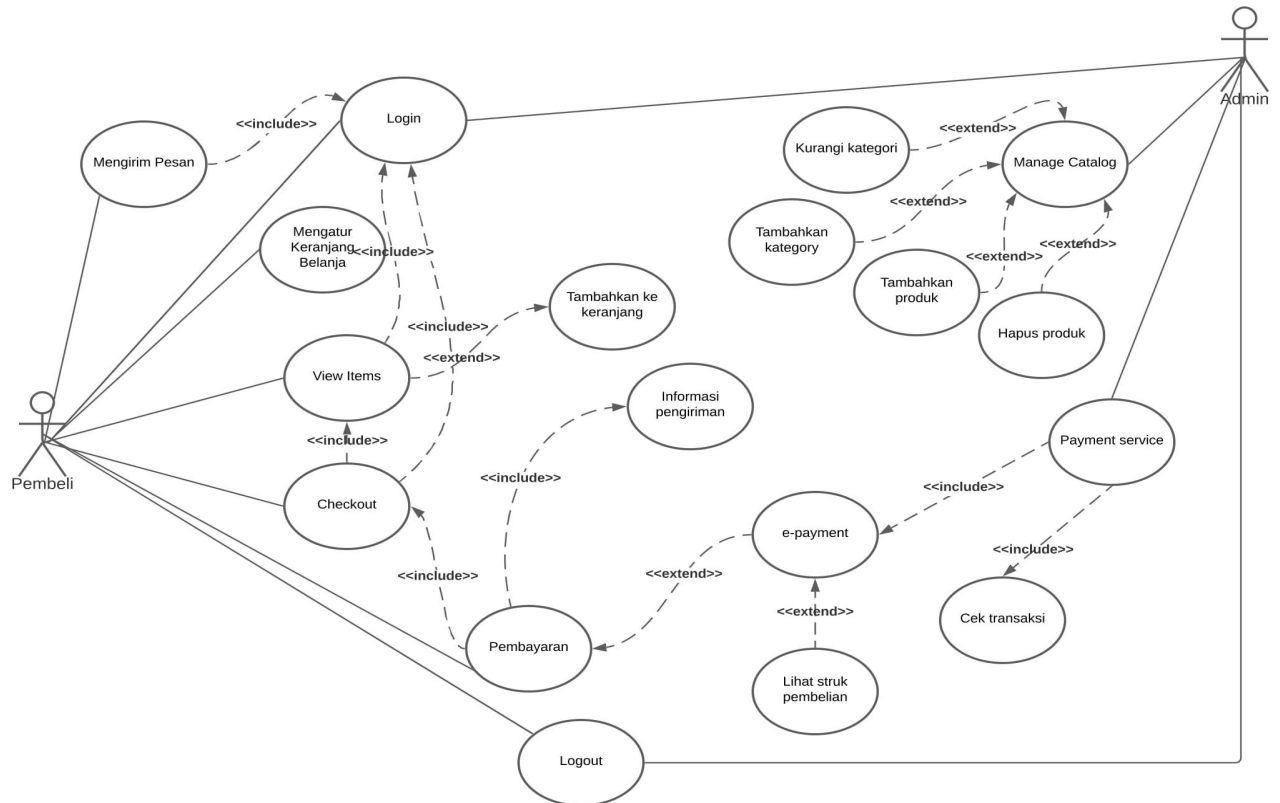 Admin
Login
<<include>>
<<extend>>
Kurangi kategori
Manage Catalog
Mengirim Pesan
<<extend>>
Mengatur
Keranjang
Belanja
<<include>>
Tambahkan
kategory
<<extend>>
Tambahkan
produk
<<extend>>
Tambahkan ke
keranjang
<<include>>
Hapus produk
<<extend>>
View Items
Informasi
pengiriman
<<include>>
Payment service
Pembeli
Checkout
<<include>>
<<include>>
e-payment
<<include>>
<<include>>
<<extend>>
<<extend>>
Cek transaksi
Pembayaran
Lihat struk
pembelian
Logout